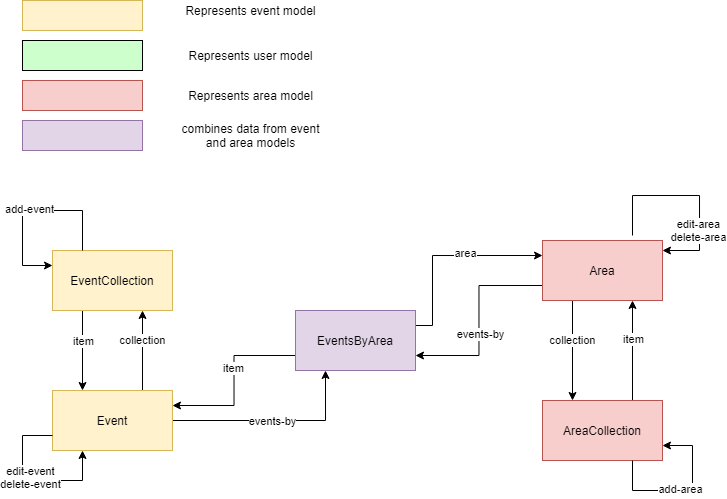 Represents event model
Represents user model
Represents area model
combines data from event
and area models
add-event
EventCollection
item
collection
Event
edit-event
delete-event
item
events-by
EventsByArea
area
events-by
edit-area
delete-area
Area
collection
item
AreaCollection
add-area